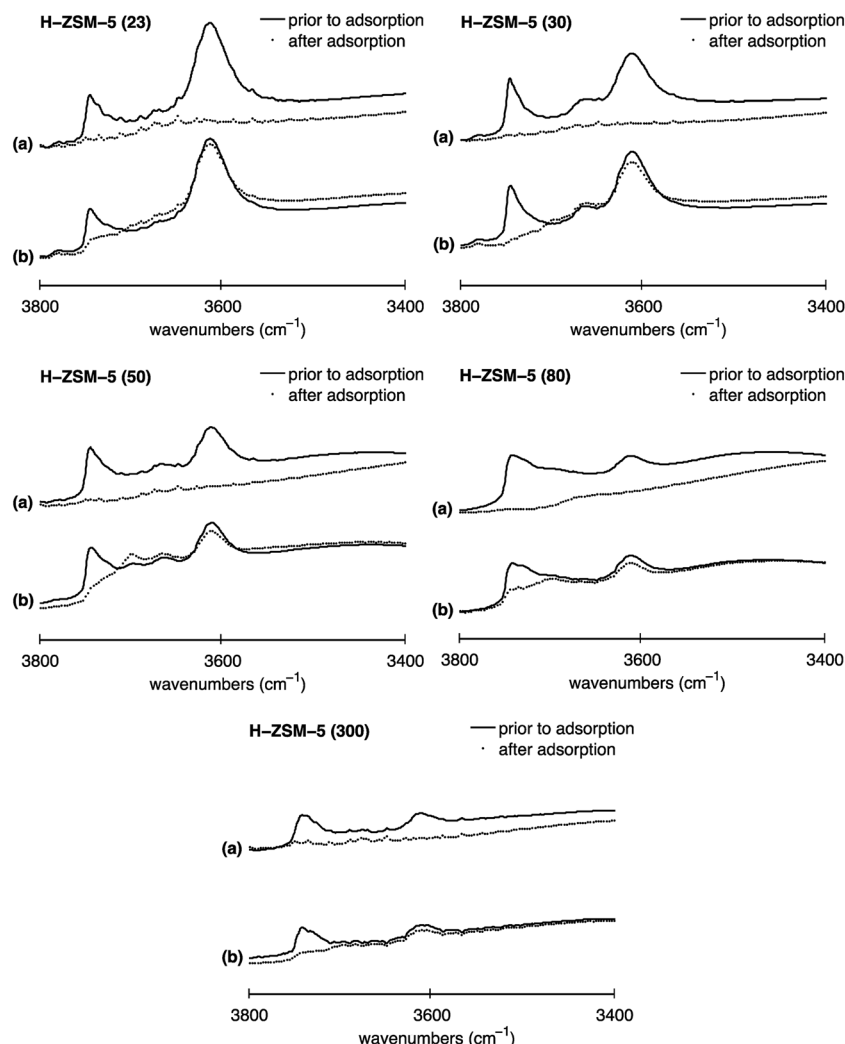 H–ZSM–5 (23)
prior to adsorption
after adsorption
(a)
(b)
3800 3600 3400
wavenumbers (cm⁻¹)
H–ZSM–5 (30)
prior to adsorption
after adsorption
(a)
(b)
3800 3600 3400
wavenumbers (cm⁻¹)
H–ZSM–5 (50)
prior to adsorption
after adsorption
(a)
(b)
3800 3600 3400
wavenumbers (cm⁻¹)
H–ZSM–5 (80)
prior to adsorption
after adsorption
(a)
(b)
3800 3600 3400
wavenumbers (cm⁻¹)
H–ZSM–5 (300)
prior to adsorption
after adsorption
(a)
(b)
3800 3600 3400
wavenumbers (cm⁻¹)